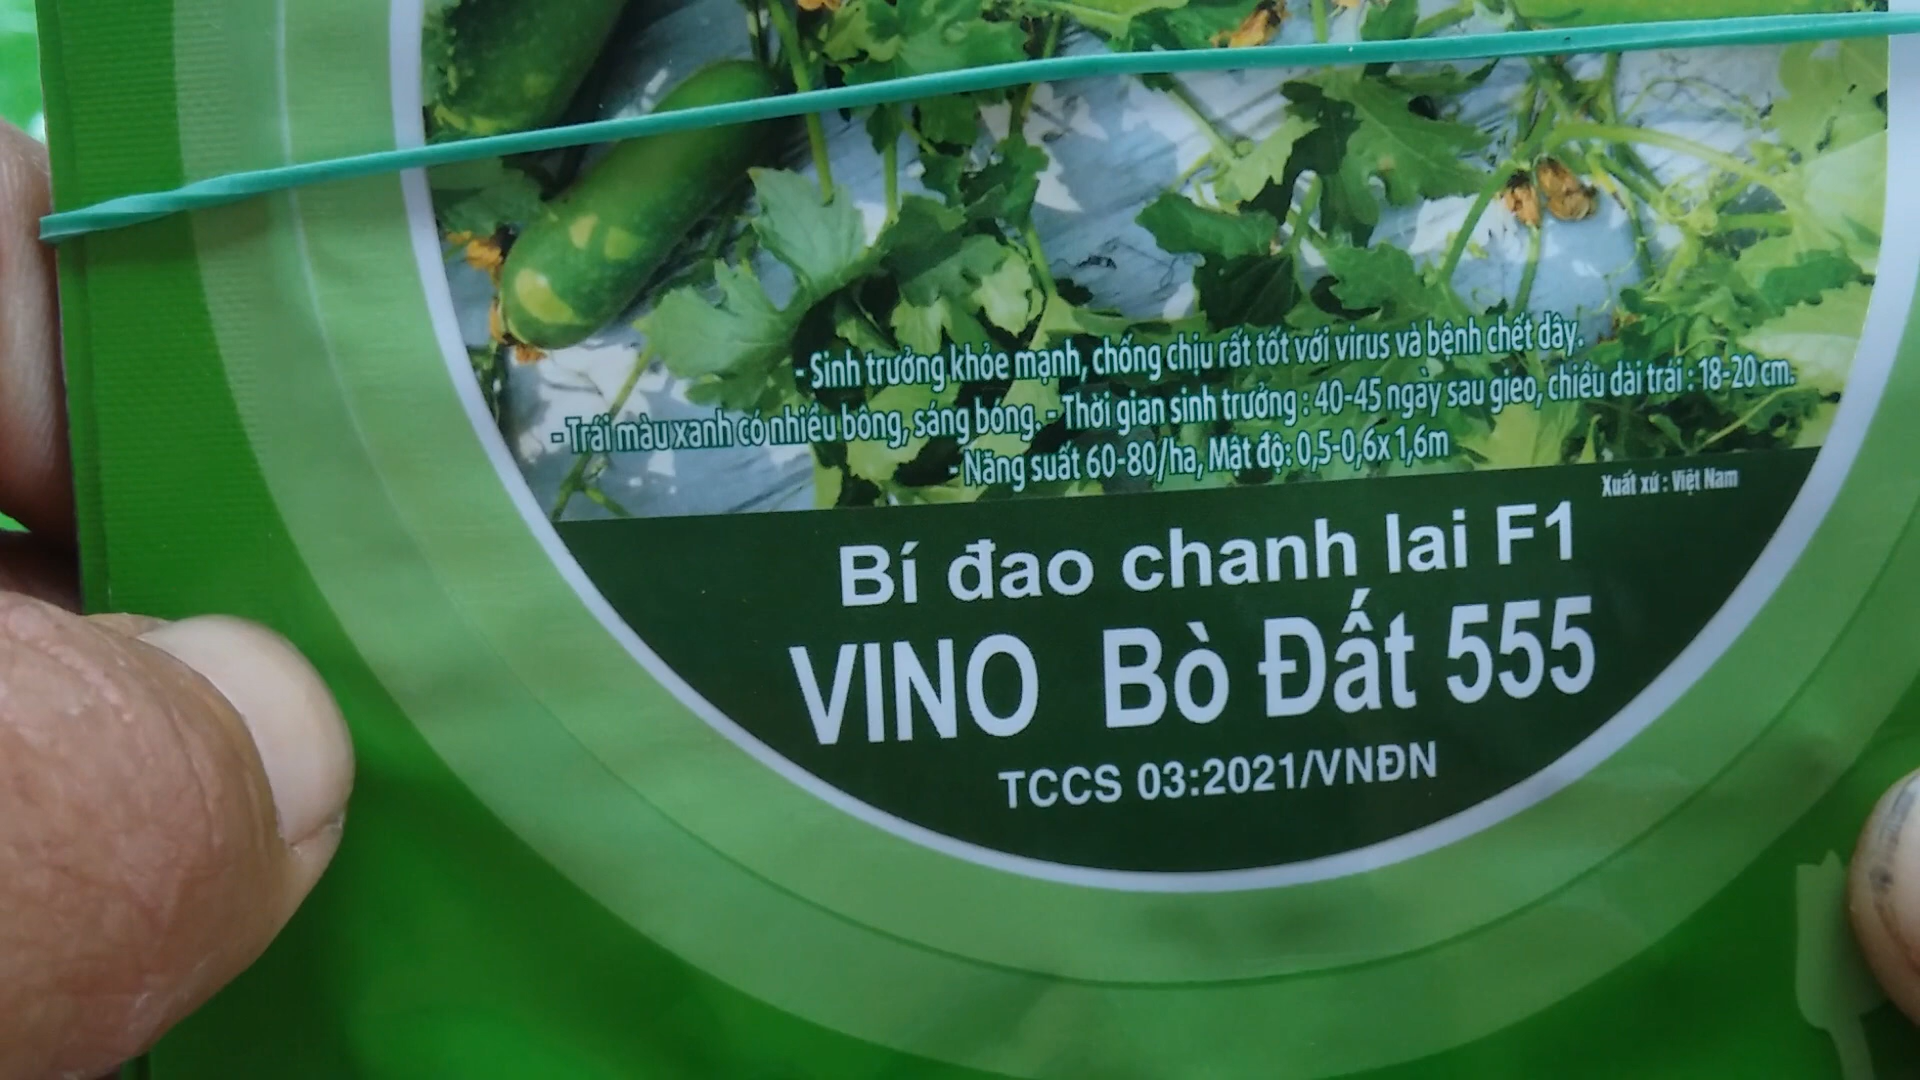 - Sinh trưởng khỏe mạnh, chống chịu rất tốt với virus và bệnh chết dây.
- Trái màu xanh có nhiều bông, sáng bóng. - Thời gian sinh trưởng : 40-45 ngày sau gieo, chiều dài trái : 18-20 cm.
- Năng suất 60-80/ha, Mật độ: 0,5-0,6x 1,6m
Xuất xứ : Việt Nam
Bí đao chanh lai F1
VINO Bò Đất 555
TCCS 03:2021/VNĐN